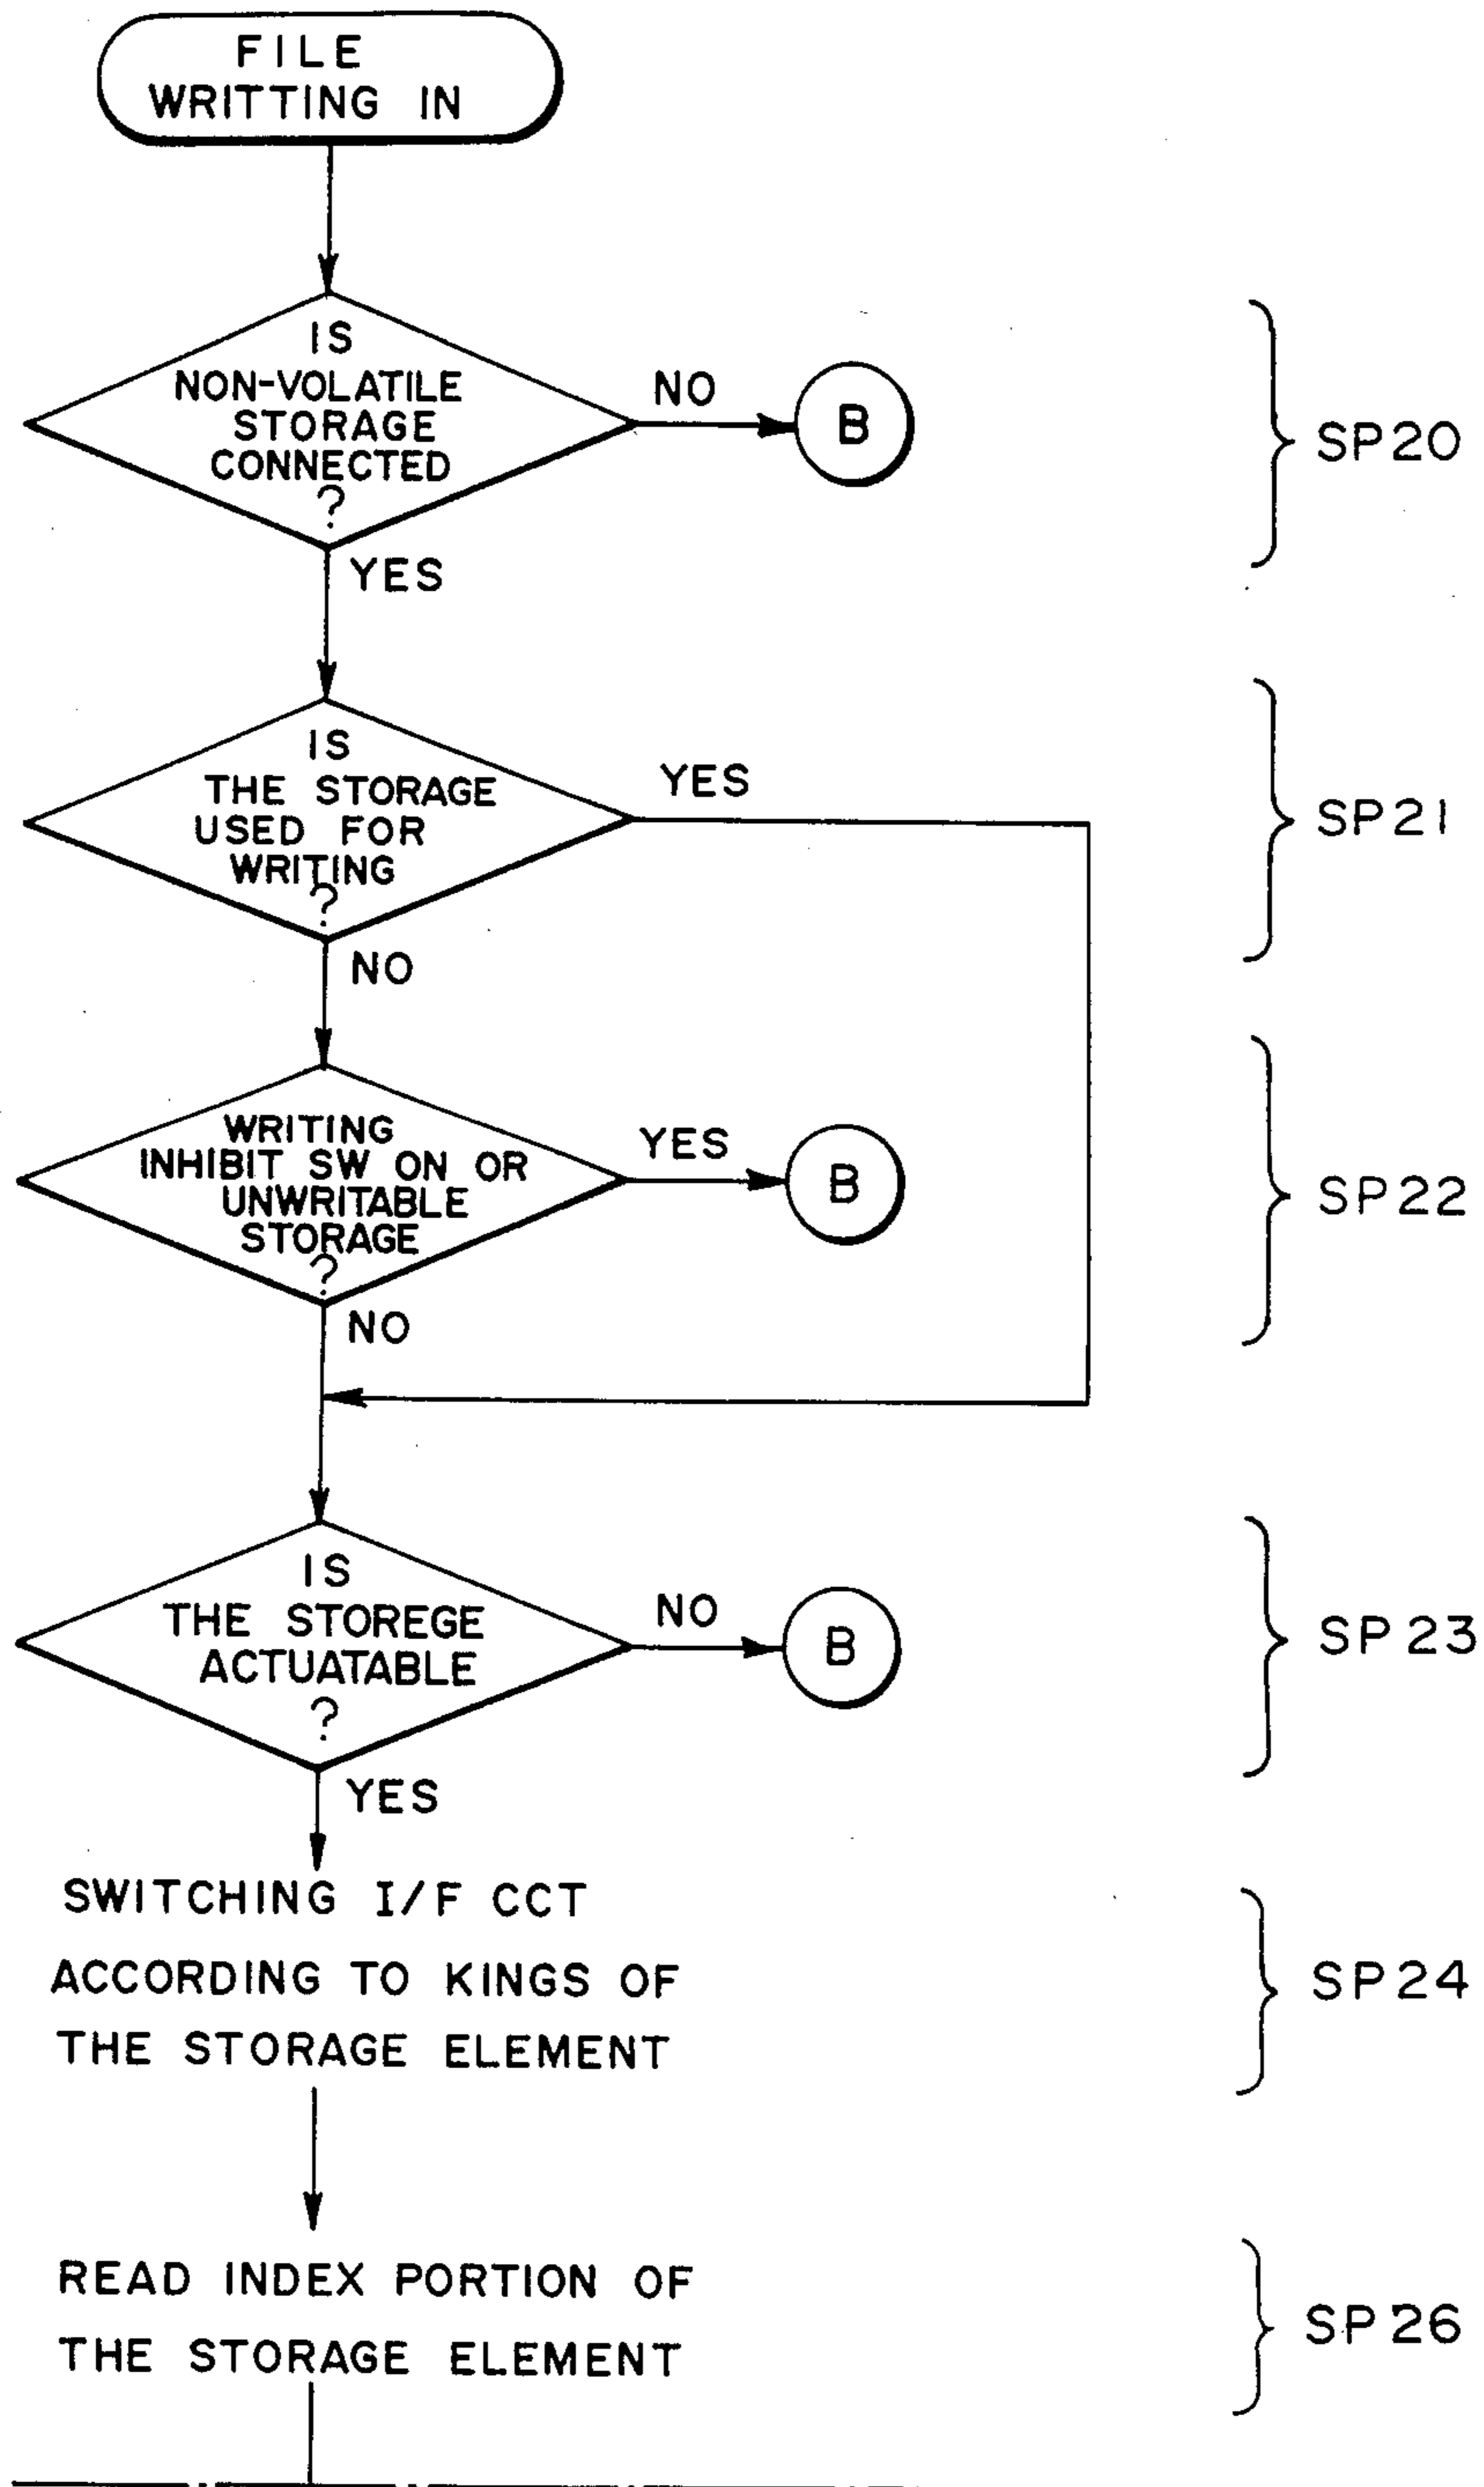 FILE
WRITTING IN
IS
NON-VOLATILE
STORAGE
CONNECTED
?
NO
B
SP20
YES
IS
THE STORAGE
USED FOR
WRITING
?
YES
SP21
NO
WRITING
INHIBIT SW ON OR
UNWRITABLE
STORAGE
?
YES
B
SP22
NO
IS
THE STOREGE
ACTUATABLE
?
NO
B
SP23
YES
SWITCHING I/F CCT
ACCORDING TO KINGS OF
THE STORAGE ELEMENT
SP24
READ INDEX PORTION OF
THE STORAGE ELEMENT
SP26